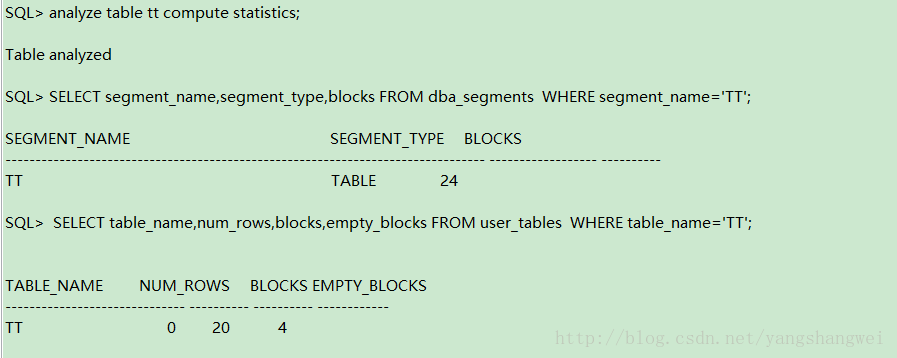 SQL> analyze table tt compute statistics;
Table analyzed
SQL> SELECT segment_name,segment_type,blocks FROM dba_segments  WHERE segment_name='TT';
SEGMENT_NAME                                        SEGMENT_TYPE     BLOCKS
-------------------------------------------------------------------------------- ------------------ ----------
TT                                                  TABLE            24
SQL>  SELECT table_name,num_rows,blocks,empty_blocks FROM user_tables  WHERE table_name='TT';
TABLE_NAME        NUM_ROWS     BLOCKS EMPTY_BLOCKS
------------------------------ ---------- ---------- ------------
TT                                0         20            4
http://blog.csdn.net/yangshangwei